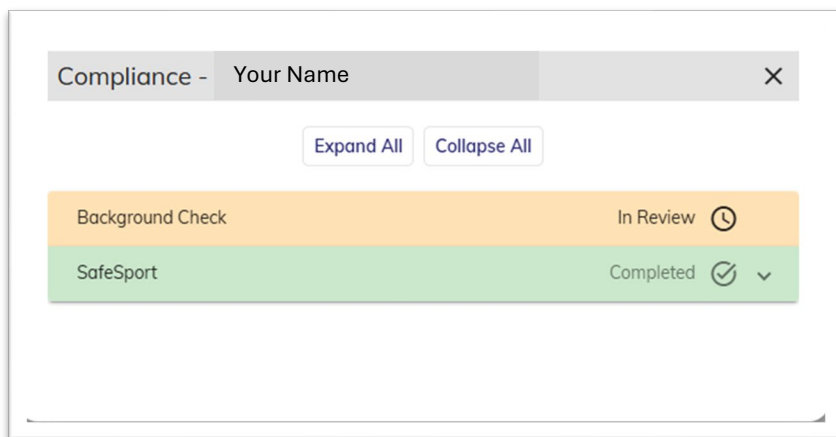 Compliance - Your Name
Expand All Collapse All
Background Check In Review
SafeSport Completed